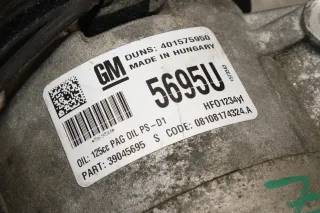 GM
DUNS: 401575950
MADE IN HUNGARY
5695U
HFO1234yf
OIL: 125cc PAG OIL PS-D1
PART: 39045695 S CODE: 08108174324.A